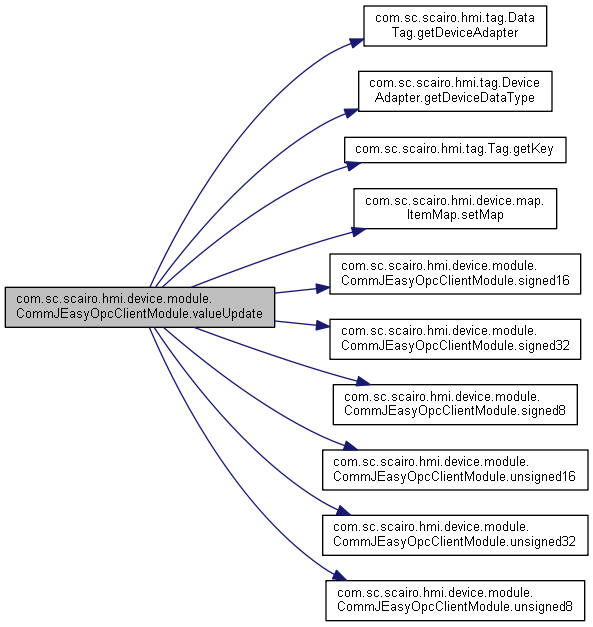 com.sc.scairo.hmi.tag.Data
Tag.getDeviceAdapter
com.sc.scairo.hmi.tag.Device
Adapter.getDeviceDataType
com.sc.scairo.hmi.tag.Tag.getKey
com.sc.scairo.hmi.device.map.
ItemMap.setMap
com.sc.scairo.hmi.device.module.
CommJEasyOpcClientModule.signed16
com.sc.scairo.hmi.device.module.
CommJEasyOpcClientModule.valueUpdate
com.sc.scairo.hmi.device.module.
CommJEasyOpcClientModule.signed32
com.sc.scairo.hmi.device.module.
CommJEasyOpcClientModule.signed8
com.sc.scairo.hmi.device.module.
CommJEasyOpcClientModule.unsigned16
com.sc.scairo.hmi.device.module.
CommJEasyOpcClientModule.unsigned32
com.sc.scairo.hmi.device.module.
CommJEasyOpcClientModule.unsigned8